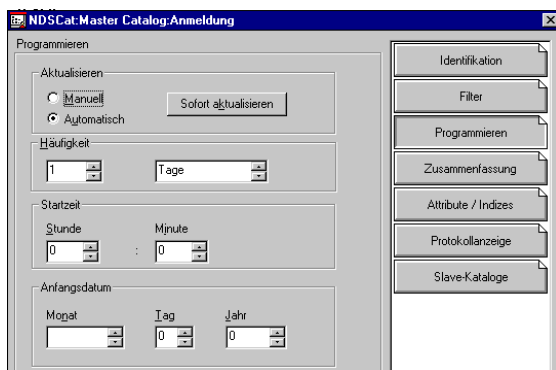 NDSCat:Master Catalog:Anmeldung
Programmieren
Aktualisieren
Manuell
Automatisch
Sofort aktualisieren
Häufigkeit
1
Tage
Startzeit
Stunde
Minute
0 : 0
Anfangsdatum
Monat
Tag
Jahr
0
0
Identifikation
Filter
Programmieren
Zusammenfassung
Attribute / Indizes
Protokollanzeige
Slave-Kataloge